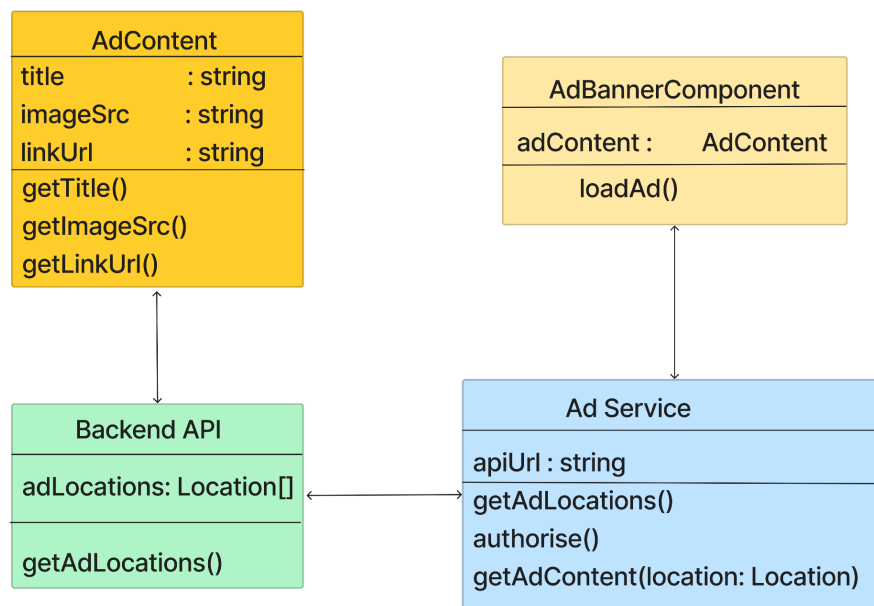 AdContent
title : string
imageSrc : string
linkUrl : string
getTitle()
getImageSrc()
getLinkUrl()
AdBannerComponent
adContent : AdContent
loadAd()
Backend API
adLocations: Location[]
getAdLocations()
Ad Service
apiUrl : string
getAdLocations()
authorise()
getAdContent(location: Location)